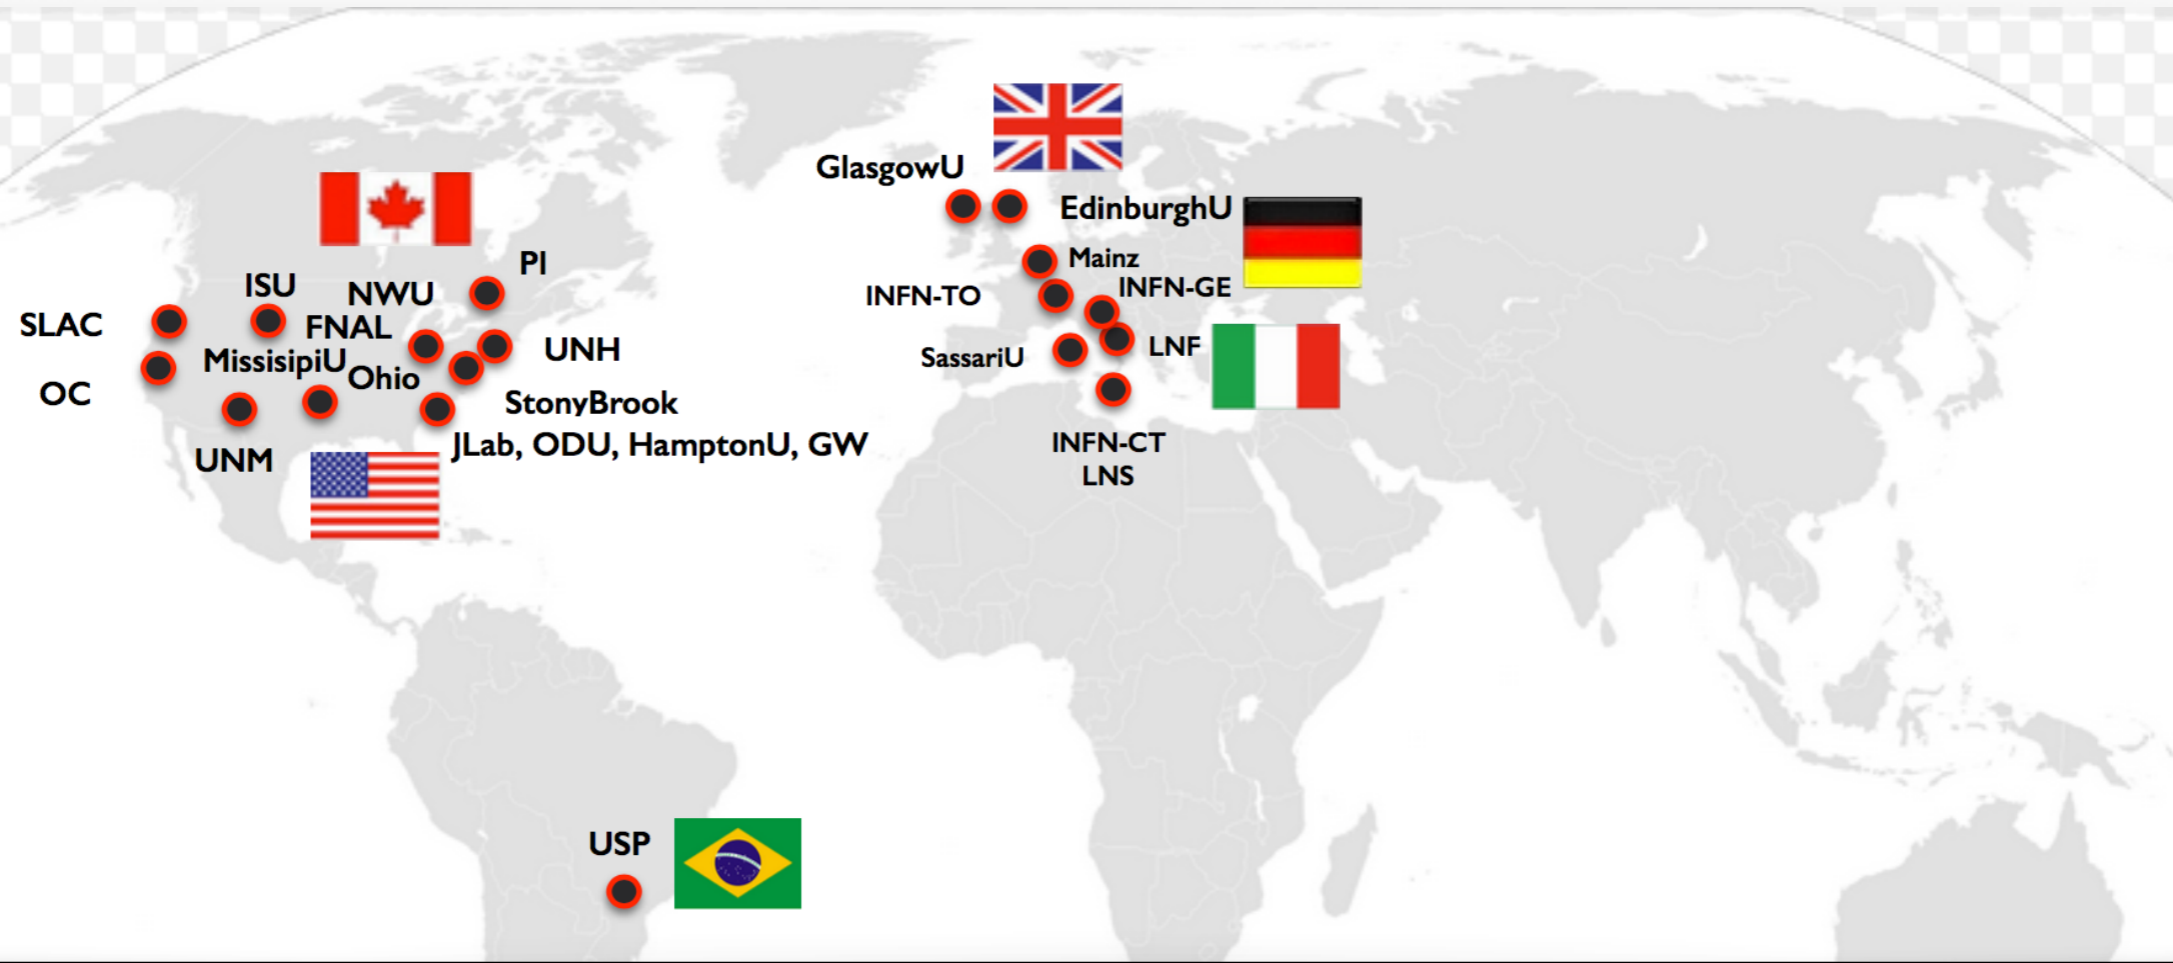 GlasgowU
EdinburghU
PI
Mainz
ISU
NWU
INFN-TO
INFN-GE
SLAC
FNAL
UNH
LNF
MissisipiU
SassariU
Ohio
OC
StonyBrook
JLab, ODU, HamptonU, GW
UNM
INFN-CT
LNS
USP